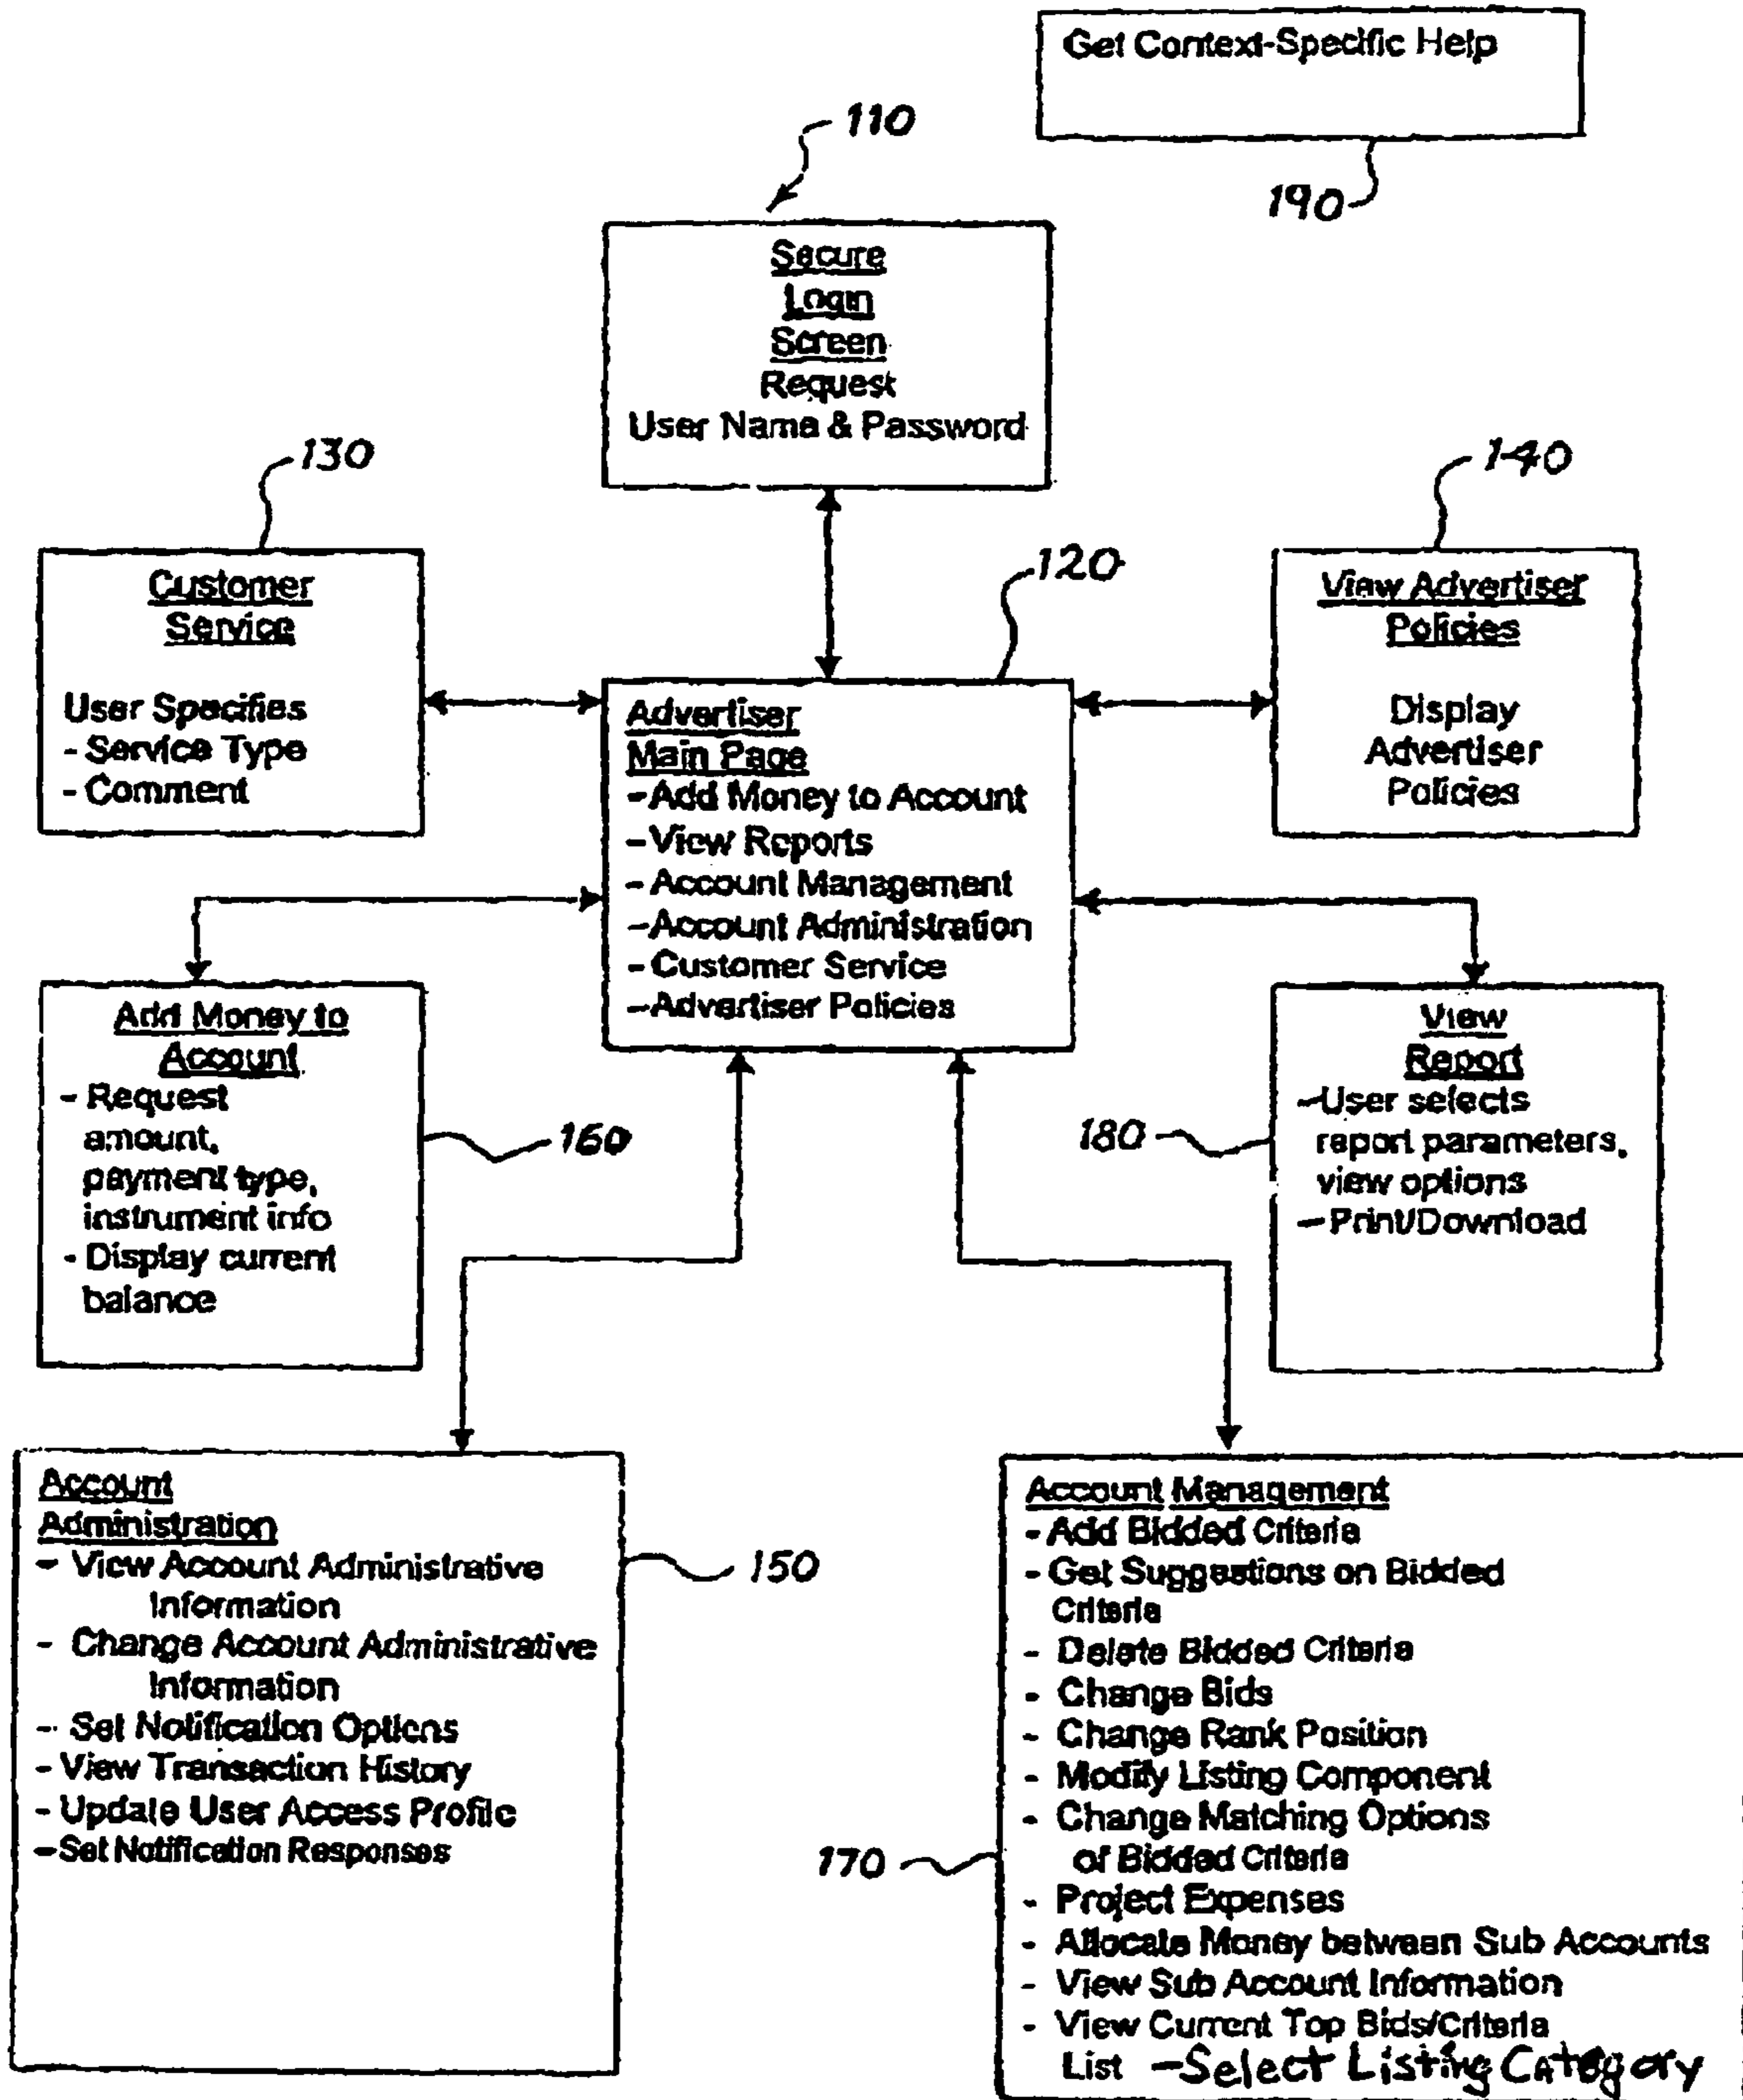 Get Context-Specific Help
190
110
Secure
Login
Screen
Request
User Name & Password
130
Customer
Service
User Specifies
- Service Type
- Comment
140
View Advertiser
Policies
Display
Advertiser
Policies
120
Advertiser
Main Page
- Add Money to Account
- View Reports
- Account Management
- Account Administration
- Customer Service
- Advertiser Policies
Add Money to
Account
- Request
amount,
payment type,
instrument info
- Display current
balance
160
View
Report
- User selects
report parameters,
view options
- Print/Download
180
Account
Administration
- View Account Administrative
Information
- Change Account Administrative
Information
- Set Notification Options
- View Transaction History
- Update User Access Profile
- Set Notification Responses
150
Account Management
- Add Bidded Criteria
- Get Suggestions on Bidded
Criteria
- Delete Bidded Criteria
- Change Bids
- Change Rank Position
- Modify Listing Component
- Change Matching Options
of Bidded Criteria
- Project Expenses
- Allocate Money between Sub Accounts
- View Sub Account Information
- View Current Top Bids/Criteria
List - Select Listing Category
170